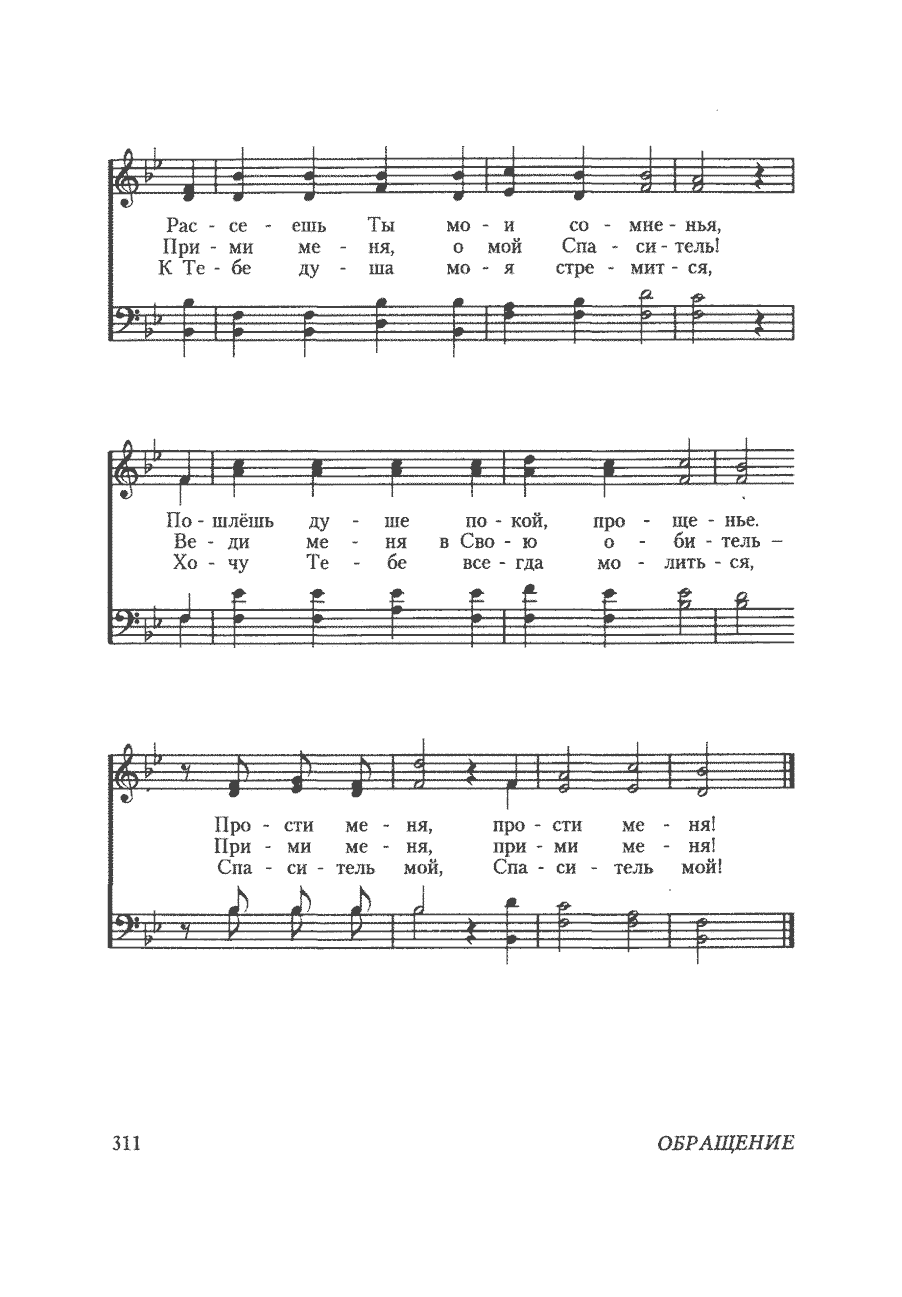 Рас - се - ешь Ты мо - и со - мне - нья,
При - ми ме - ня, о мой Спа - си - тель!
К Те - бе ду - ша мо - я стре - мит - ся,
По - шлёшь ду - ше по - кой, про - ще - нье.
Ве - ди ме - ня в Сво - ю о - би - тель –
Хо - чу Те - бе все - гда мо - лить - ся,
Про - сти ме - ня, про - сти ме - ня!
При - ми ме - ня, при - ми ме - ня!
Спа - си - тель мой, Спа - си - тель мой!
311 ОБРАЩЕНИЕ